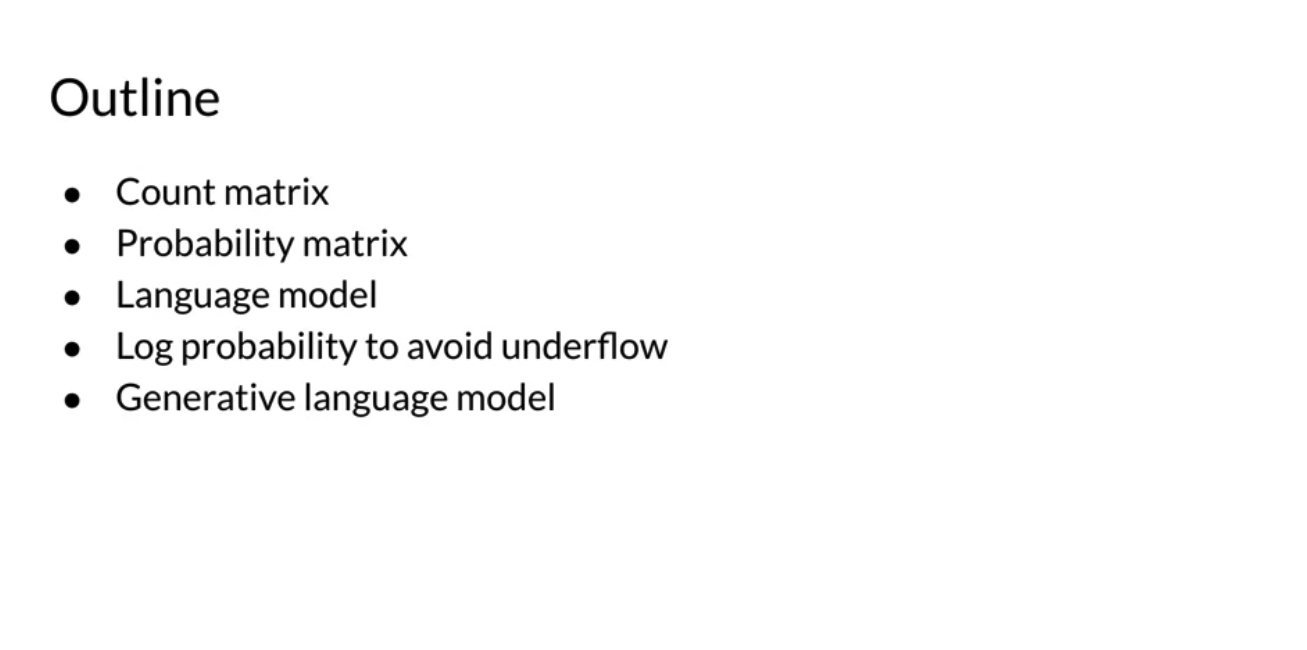 Outline
● Count matrix
● Probability matrix
● Language model
● Log probability to avoid underflow
● Generative language model